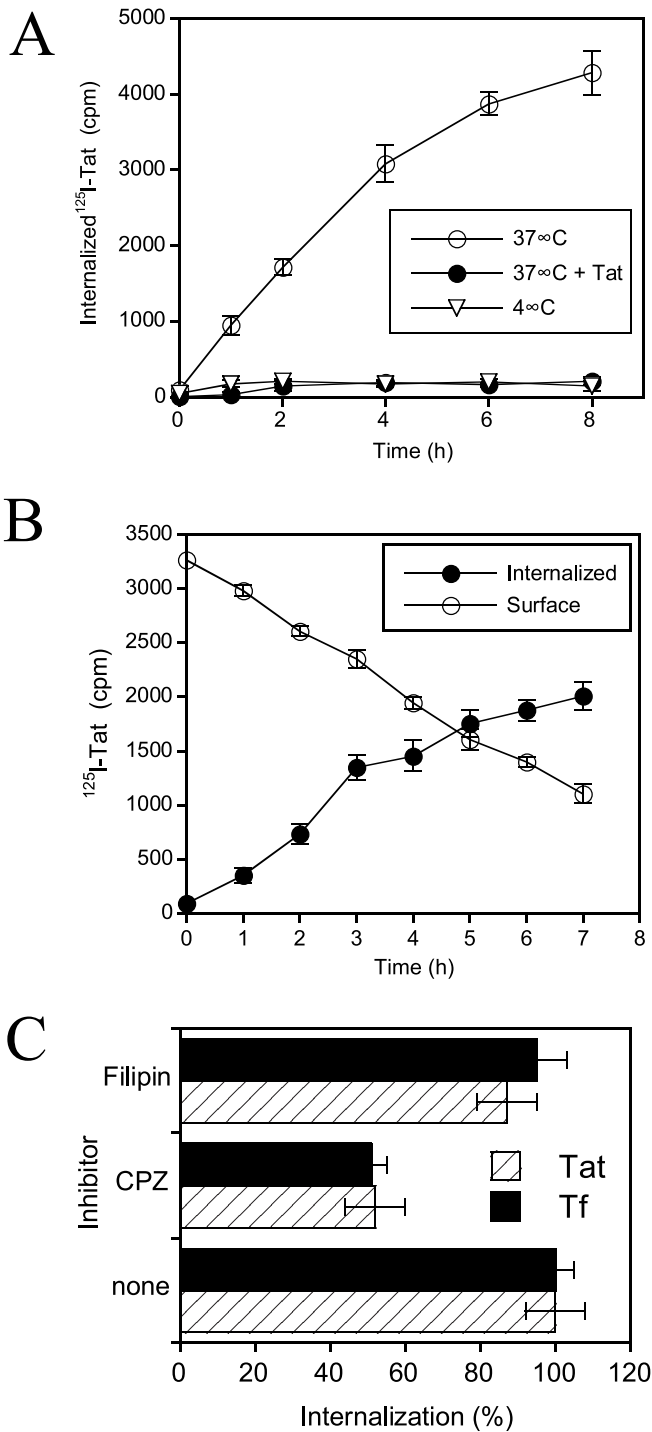 A
5000
4000
3000
2000
1000
0
Internalized ¹²⁵I-Tat (cpm)
37∞C
37∞C + Tat
4∞C
0 2 4 6 8
Time (h)
B
3500
3000
2500
2000
1500
1000
500
0
¹²⁵I-Tat (cpm)
Internalized
Surface
0 1 2 3 4 5 6 7 8
Time (h)
C
Inhibitor
Filipin
CPZ
none
Tat
Tf
0 20 40 60 80 100 120
Internalization (%)